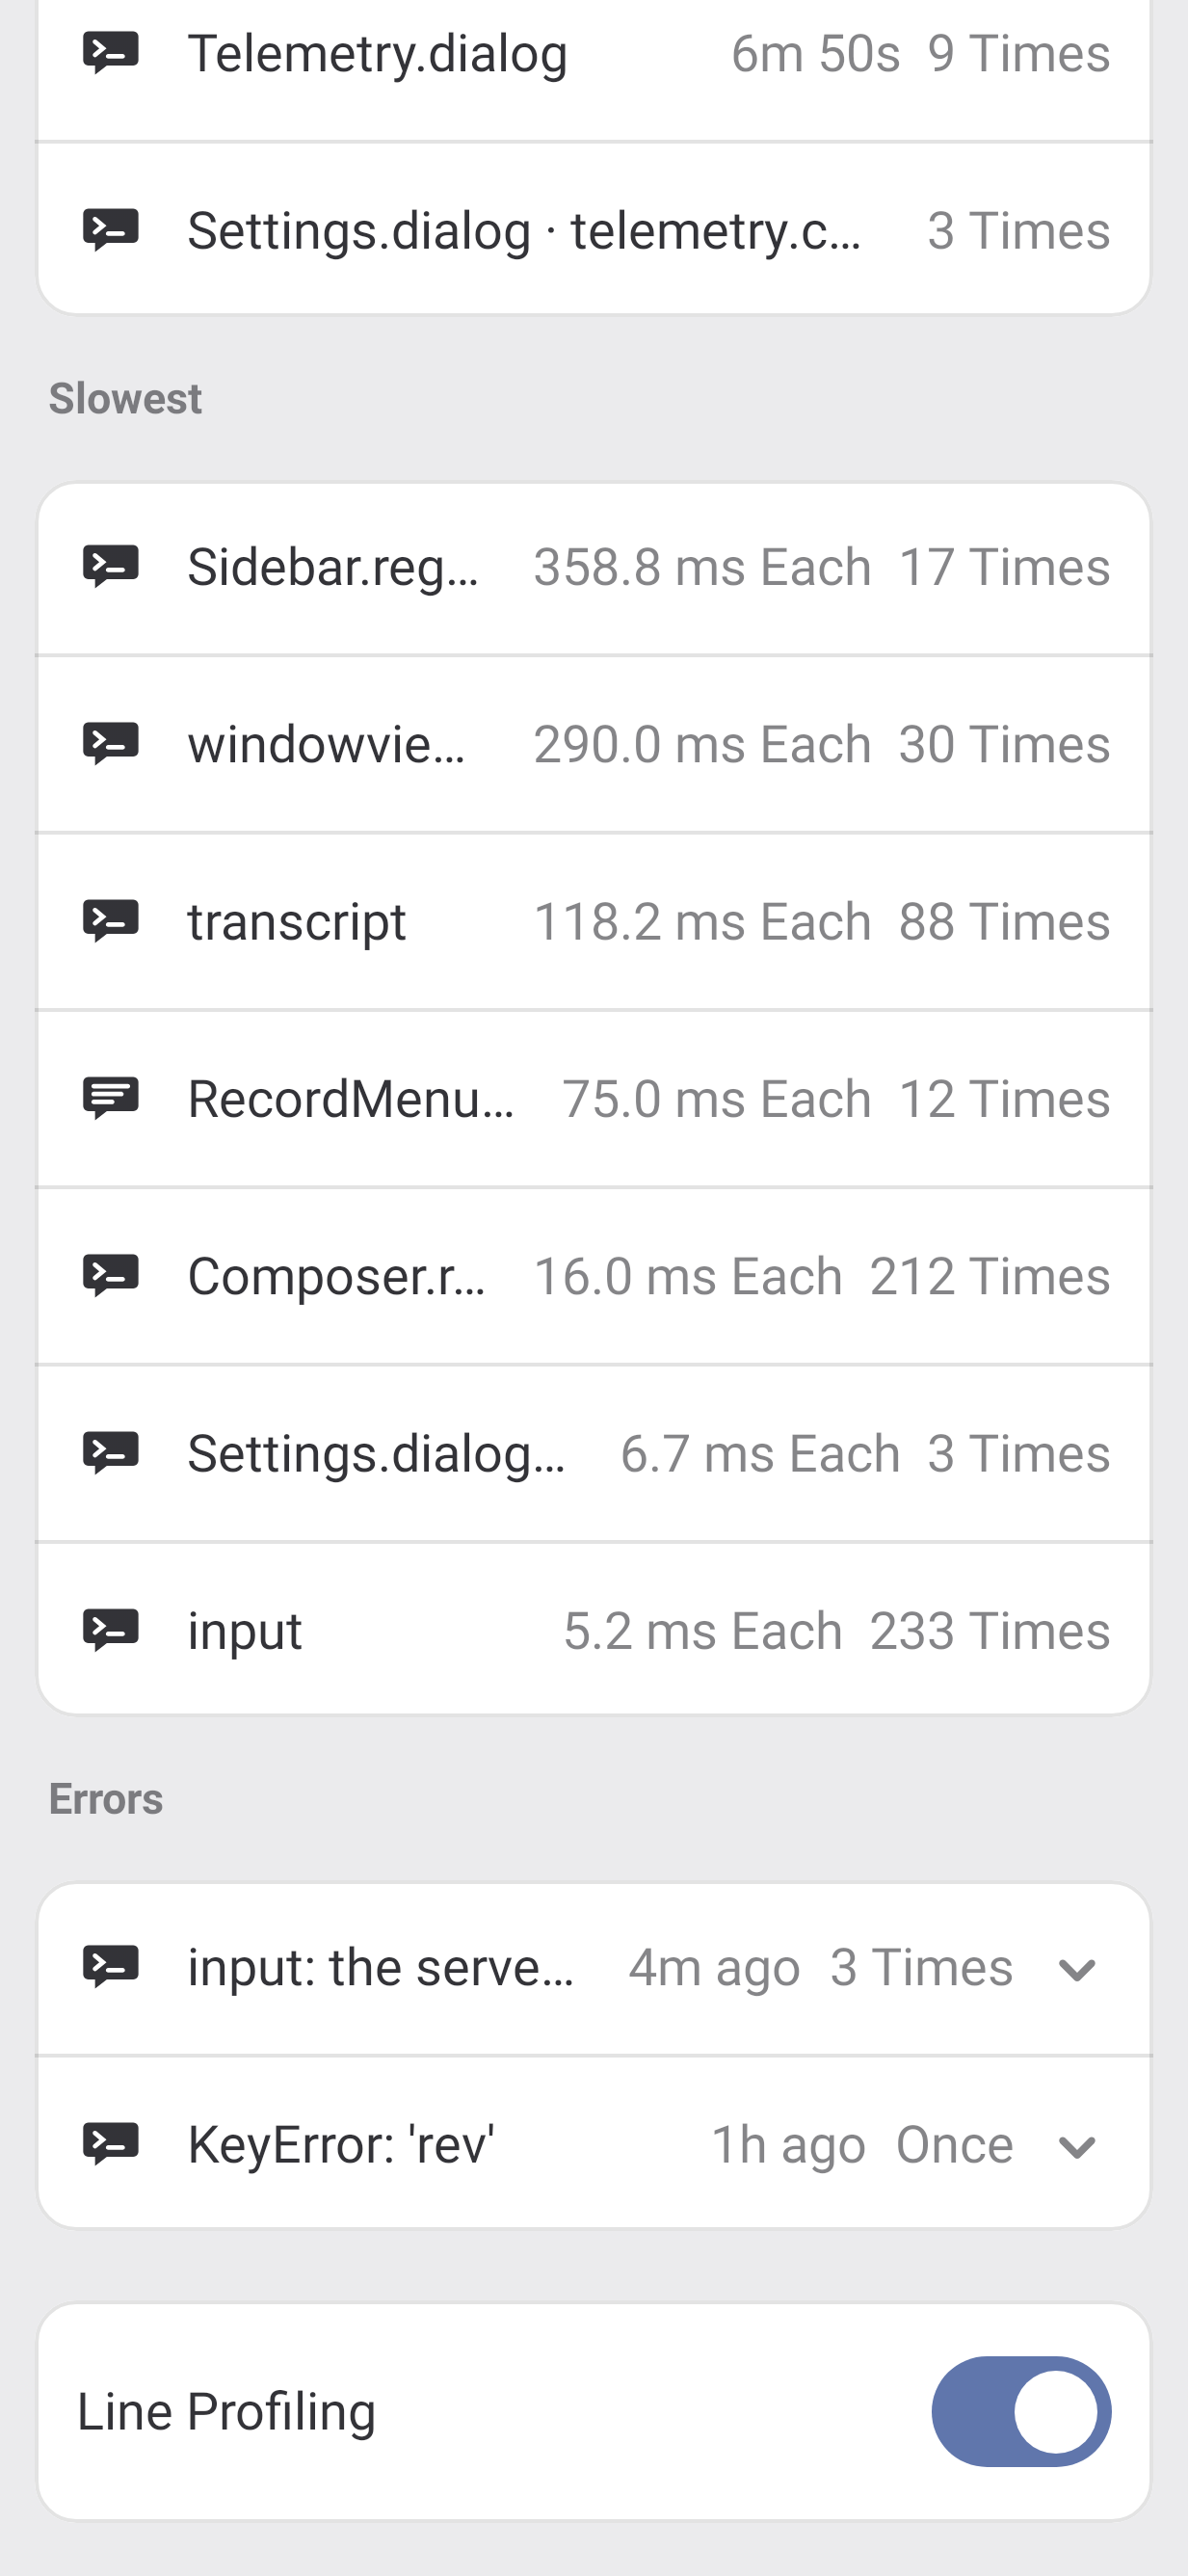 Telemetry.dialog 6m 50s 9 Times
Settings.dialog · telemetry.c... 3 Times
Slowest
Sidebar.reg... 358.8 ms Each 17 Times
windowvie... 290.0 ms Each 30 Times
transcript 118.2 ms Each 88 Times
RecordMenu... 75.0 ms Each 12 Times
Composer.r... 16.0 ms Each 212 Times
Settings.dialog... 6.7 ms Each 3 Times
input 5.2 ms Each 233 Times
Errors
input: the serve... 4m ago 3 Times
KeyError: 'rev' 1h ago Once
Line Profiling